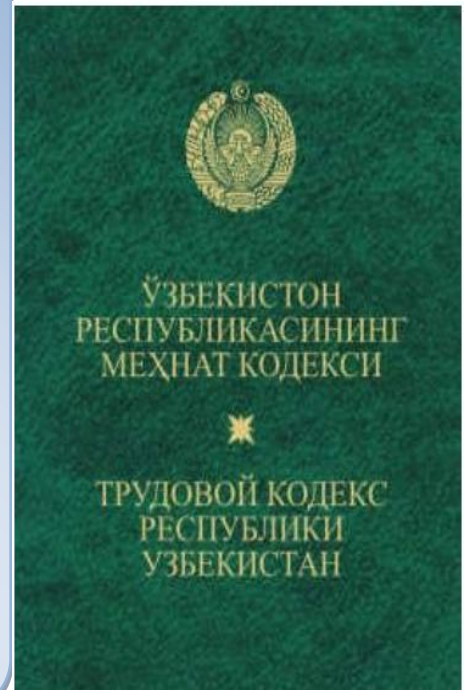 ЎЗБЕКИСТОН
РЕСПУБЛИКАСИНИНГ
МЕҲНАТ КОДЕКСИ
ТРУДОВОЙ КОДЕКС
РЕСПУБЛИКИ
УЗБЕКИСТАН